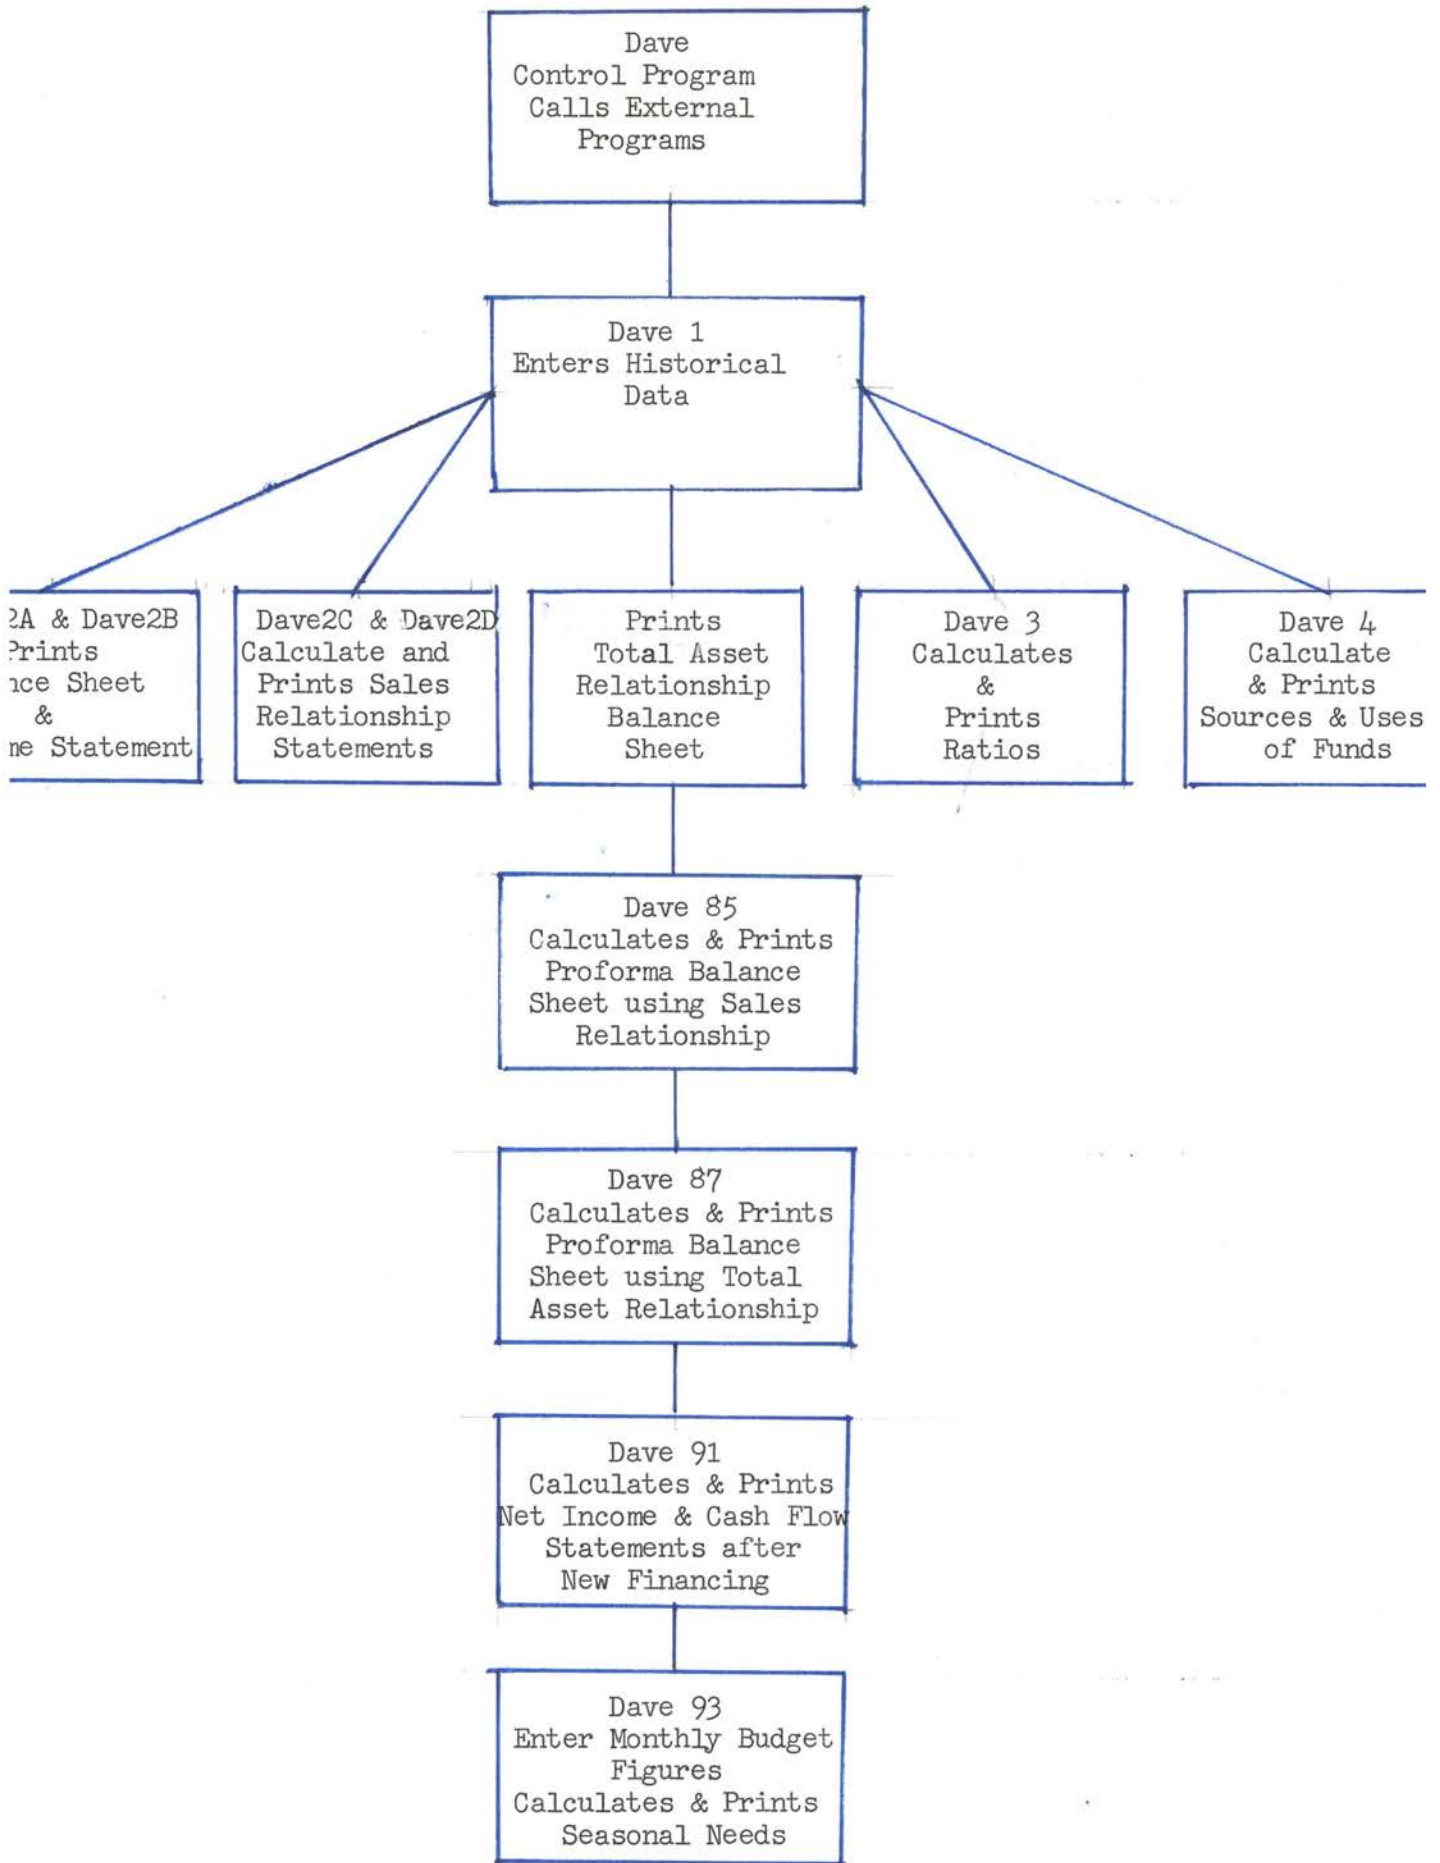 Dave
Control Program
Calls External
Programs
Dave 1
Enters Historical
Data
2A & Dave2B
Prints
nce Sheet
&
me Statement
Dave2C & Dave2D
Calculate and
Prints Sales
Relationship
Statements
Prints
Total Asset
Relationship
Balance
Sheet
Dave 3
Calculates
&
Prints
Ratios
Dave 4
Calculate
& Prints
Sources & Uses
of Funds
Dave 85
Calculates & Prints
Proforma Balance
Sheet using Sales
Relationship
Dave 87
Calculates & Prints
Proforma Balance
Sheet using Total
Asset Relationship
Dave 91
Calculates & Prints
Net Income & Cash Flow
Statements after
New Financing
Dave 93
Enter Monthly Budget
Figures
Calculates & Prints
Seasonal Needs